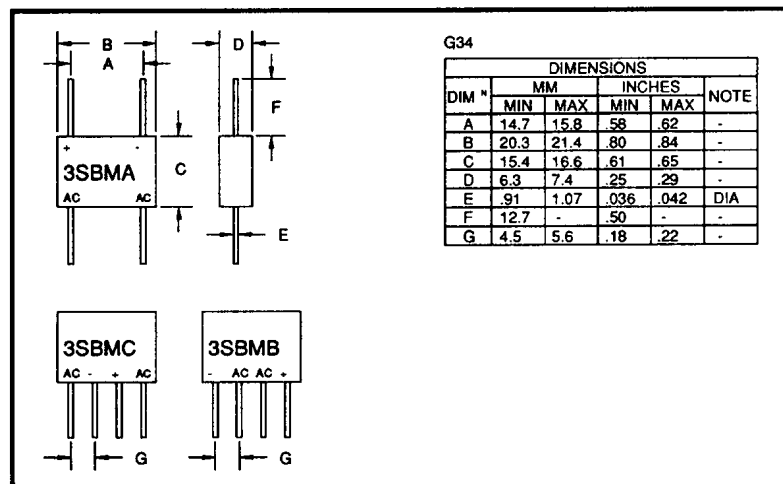 B
A
D
F
+ -
3SBMA
C
AC AC
E
3SBMC
AC - + AC
G
3SBMB
- AC AC +
G
G34
DIMENSIONS
DIM MM INCHES NOTE
MIN MAX MIN MAX
A 14.7 15.8 .58 .62 -
B 20.3 21.4 .80 .84 -
C 15.4 16.6 .61 .65 -
D 6.3 7.4 .25 .29 -
E .91 1.07 .036 .042 DIA
F 12.7 - .50 - -
G 4.5 5.6 .18 .22 -